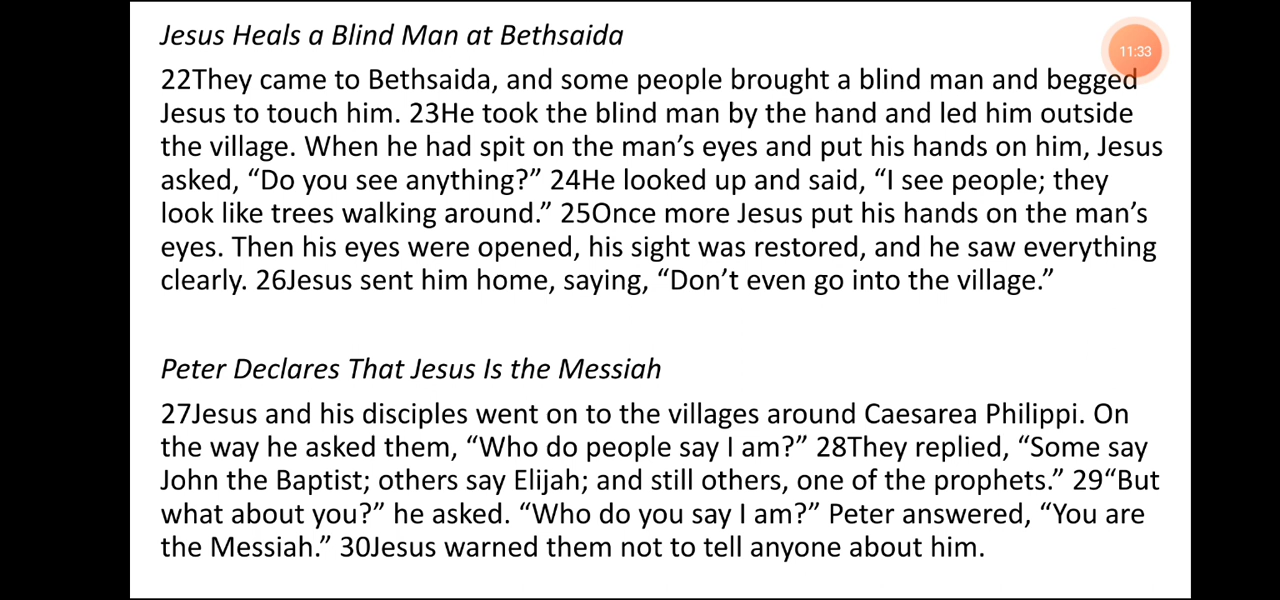 Jesus Heals a Blind Man at Bethsaida
11:33
22They came to Bethsaida, and some people brought a blind man and begged
Jesus to touch him. 23He took the blind man by the hand and led him outside
the village. When he had spit on the man’s eyes and put his hands on him, Jesus
asked, “Do you see anything?” 24He looked up and said, “I see people; they
look like trees walking around.” 25Once more Jesus put his hands on the man’s
eyes. Then his eyes were opened, his sight was restored, and he saw everything
clearly. 26Jesus sent him home, saying, “Don’t even go into the village.”
Peter Declares That Jesus Is the Messiah
27Jesus and his disciples went on to the villages around Caesarea Philippi. On
the way he asked them, “Who do people say I am?” 28They replied, “Some say
John the Baptist; others say Elijah; and still others, one of the prophets.” 29“But
what about you?” he asked. “Who do you say I am?” Peter answered, “You are
the Messiah.” 30Jesus warned them not to tell anyone about him.